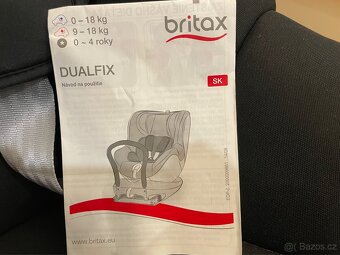 0 ~ 18 kg
9 ~ 18 kg
0 ~ 4 roky
britax
DUALFIX
Návod na použitie
SK
www.britax.eu
Bazos.cz